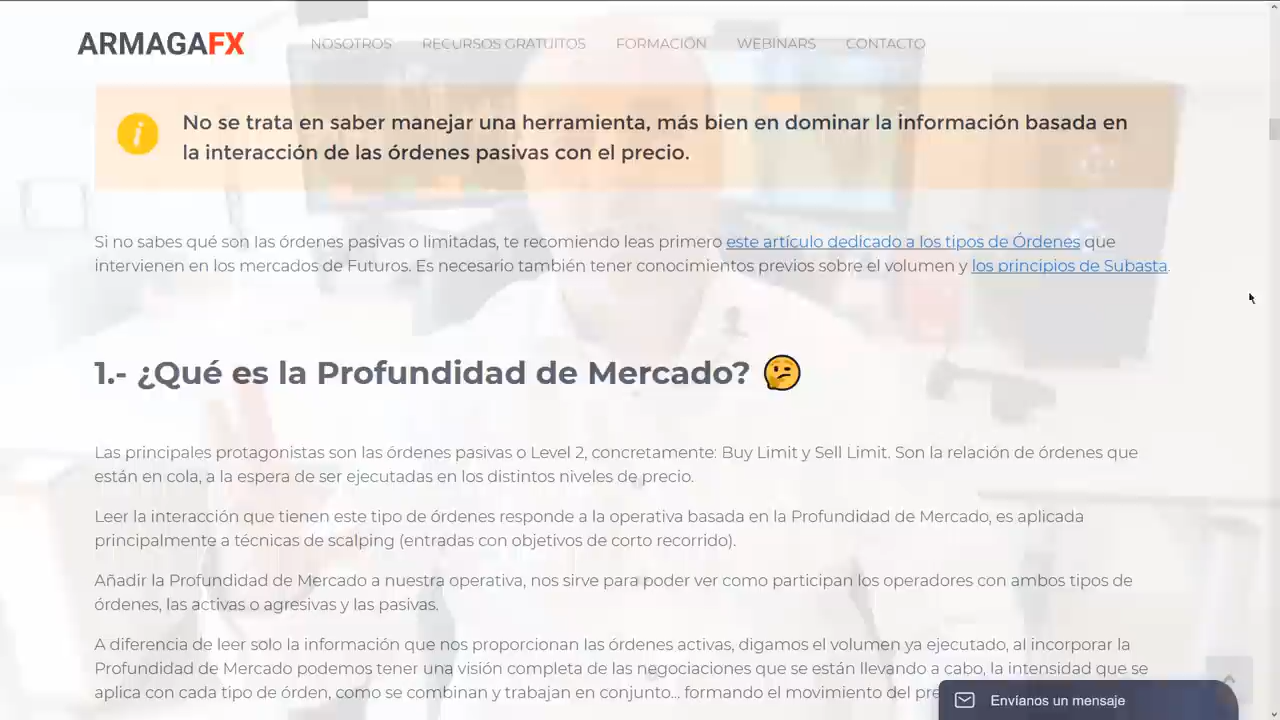 ARMAGAFX
NOSOTROS RECURSOS GRATUITOS FORMACIÓN WEBINARS CONTACTO
No se trata en saber manejar una herramienta, más bien en dominar la información basada en
la interacción de las órdenes pasivas con el precio.
Si no sabes qué son las órdenes pasivas o limitadas, te recomiendo leas primero este artículo dedicado a los tipos de Órdenes que
intervienen en los mercados de Futuros. Es necesario también tener conocimientos previos sobre el volumen y los principios de Subasta.
1.- ¿Qué es la Profundidad de Mercado? 🤔
Las principales protagonistas son las órdenes pasivas o Level 2, concretamente: Buy Limit y Sell Limit. Son la relación de órdenes que
están en cola, a la espera de ser ejecutadas en los distintos niveles de precio.
Leer la interacción que tienen este tipo de órdenes responde a la operativa basada en la Profundidad de Mercado, es aplicada
principalmente a técnicas de scalping (entradas con objetivos de corto recorrido).
Añadir la Profundidad de Mercado a nuestra operativa, nos sirve para poder ver como participan los operadores con ambos tipos de
órdenes, las activas o agresivas y las pasivas.
A diferencia de leer solo la información que nos proporcionan las órdenes activas, digamos el volumen ya ejecutado, al incorporar la
Profundidad de Mercado podemos tener una visión completa de las negociaciones que se están llevando a cabo, la intensidad que se
aplica con cada tipo de órden, como se combinan y trabajan en conjunto... formando el movimiento del
Envíanos un mensaje